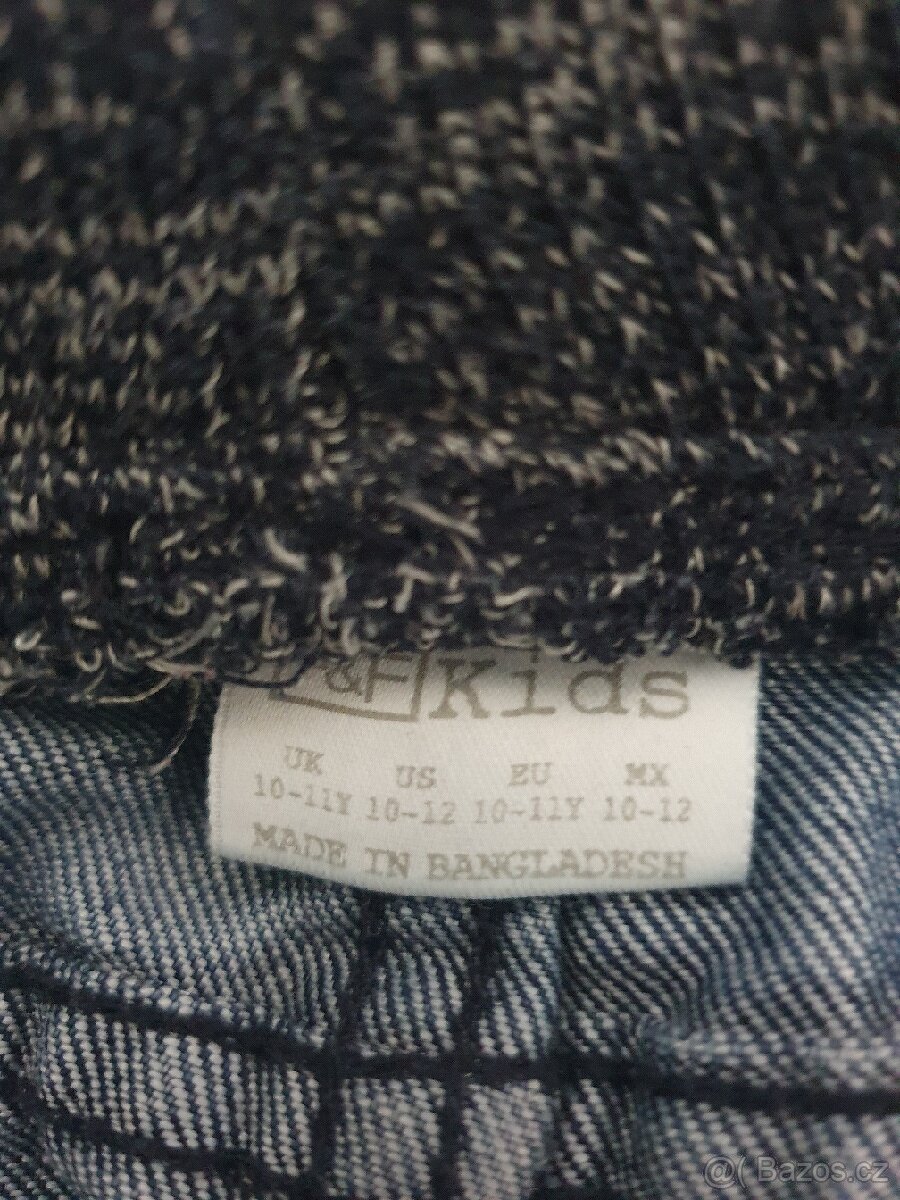 &F Kids
UK US EU MX
10-11Y 10-12 10-11Y 10-12
MADE IN BANGLADESH
@( Bazos.cz